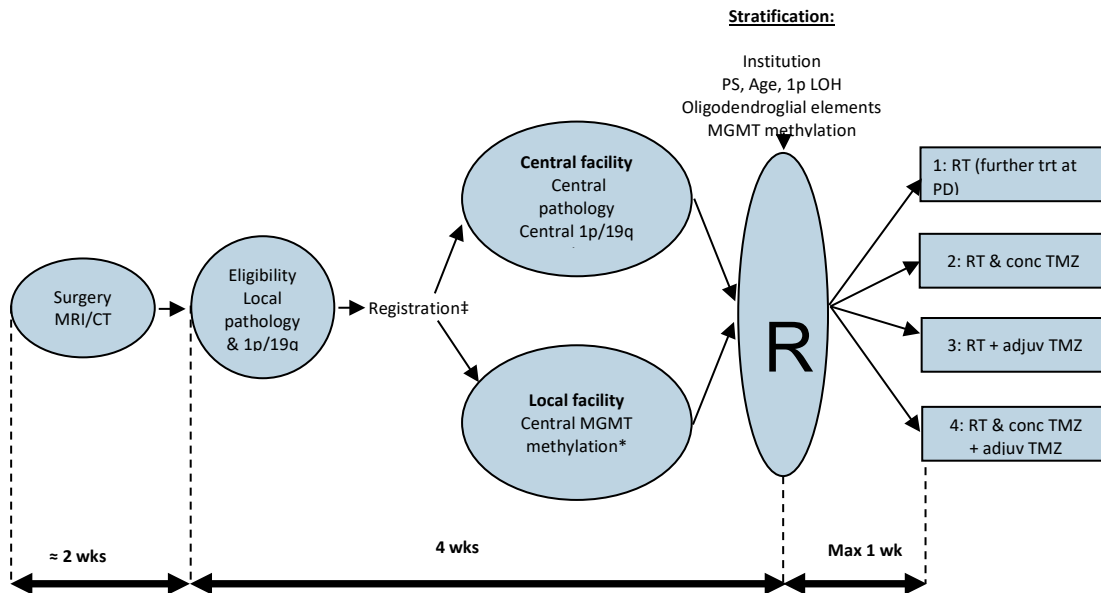 Stratification:
Institution
PS, Age, 1p LOH
Oligodendroglial elements
MGMT methylation
Surgery
MRI/CT
Eligibility
Local
pathology
& 1p/19q
Registration‡
Central facility
Central
pathology
Central 1p/19q
Local facility
Central MGMT
methylation*
R
1: RT (further trt at
PD)
2: RT & conc TMZ
3: RT + adjuv TMZ
4: RT & conc TMZ
+ adjuv TMZ
≈ 2 wks
4 wks
Max 1 wk